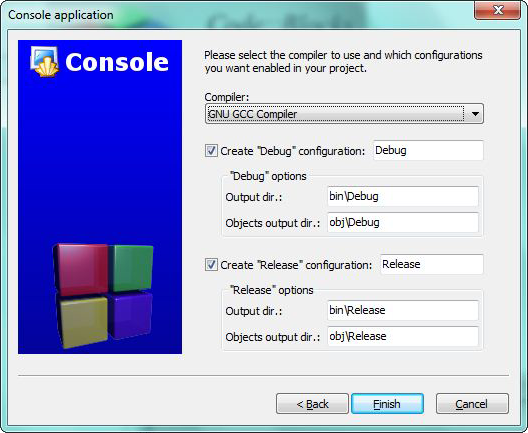 Console application
Console
Please select the compiler to use and which configurations
you want enabled in your project.
Compiler:
GNU GCC Compiler
Create "Debug" configuration: Debug
"Debug" options
Output dir.: bin\Debug
Objects output dir.: obj\Debug
Create "Release" configuration: Release
"Release" options
Output dir.: bin\Release
Objects output dir.: obj\Release
< Back Finish Cancel